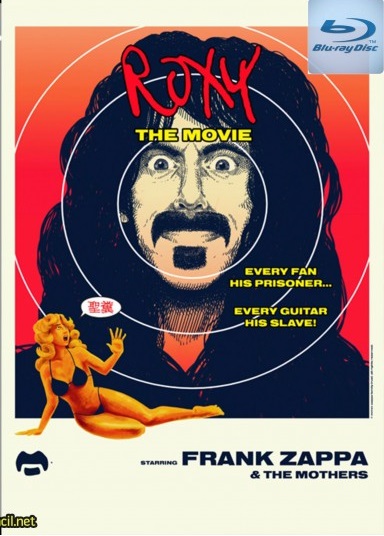 Blu-ray Disc
ROXY
THE MOVIE
EVERY FAN
HIS PRISONER...
EVERY GUITAR
HIS SLAVE!
聖糞
STARRING FRANK ZAPPA
& THE MOTHERS
cil.net